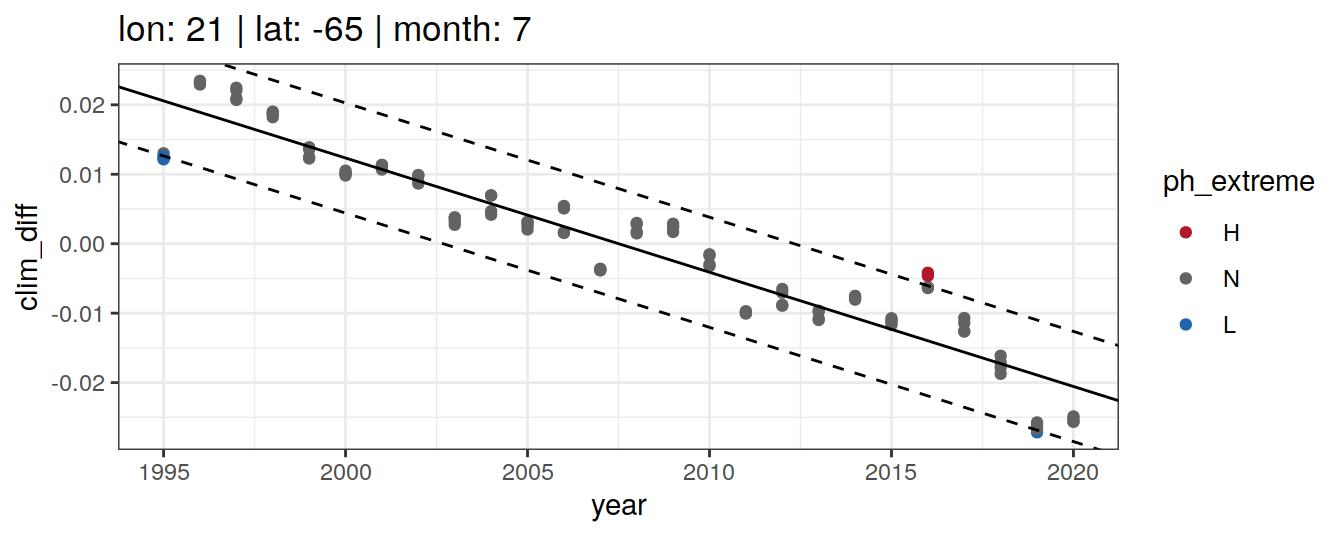 lon: 21 | lat: -65 | month: 7
clim_diff
0.02
0.01
0.00
-0.01
-0.02
1995 2000 2005 2010 2015 2020
year
ph_extreme
H
N
L